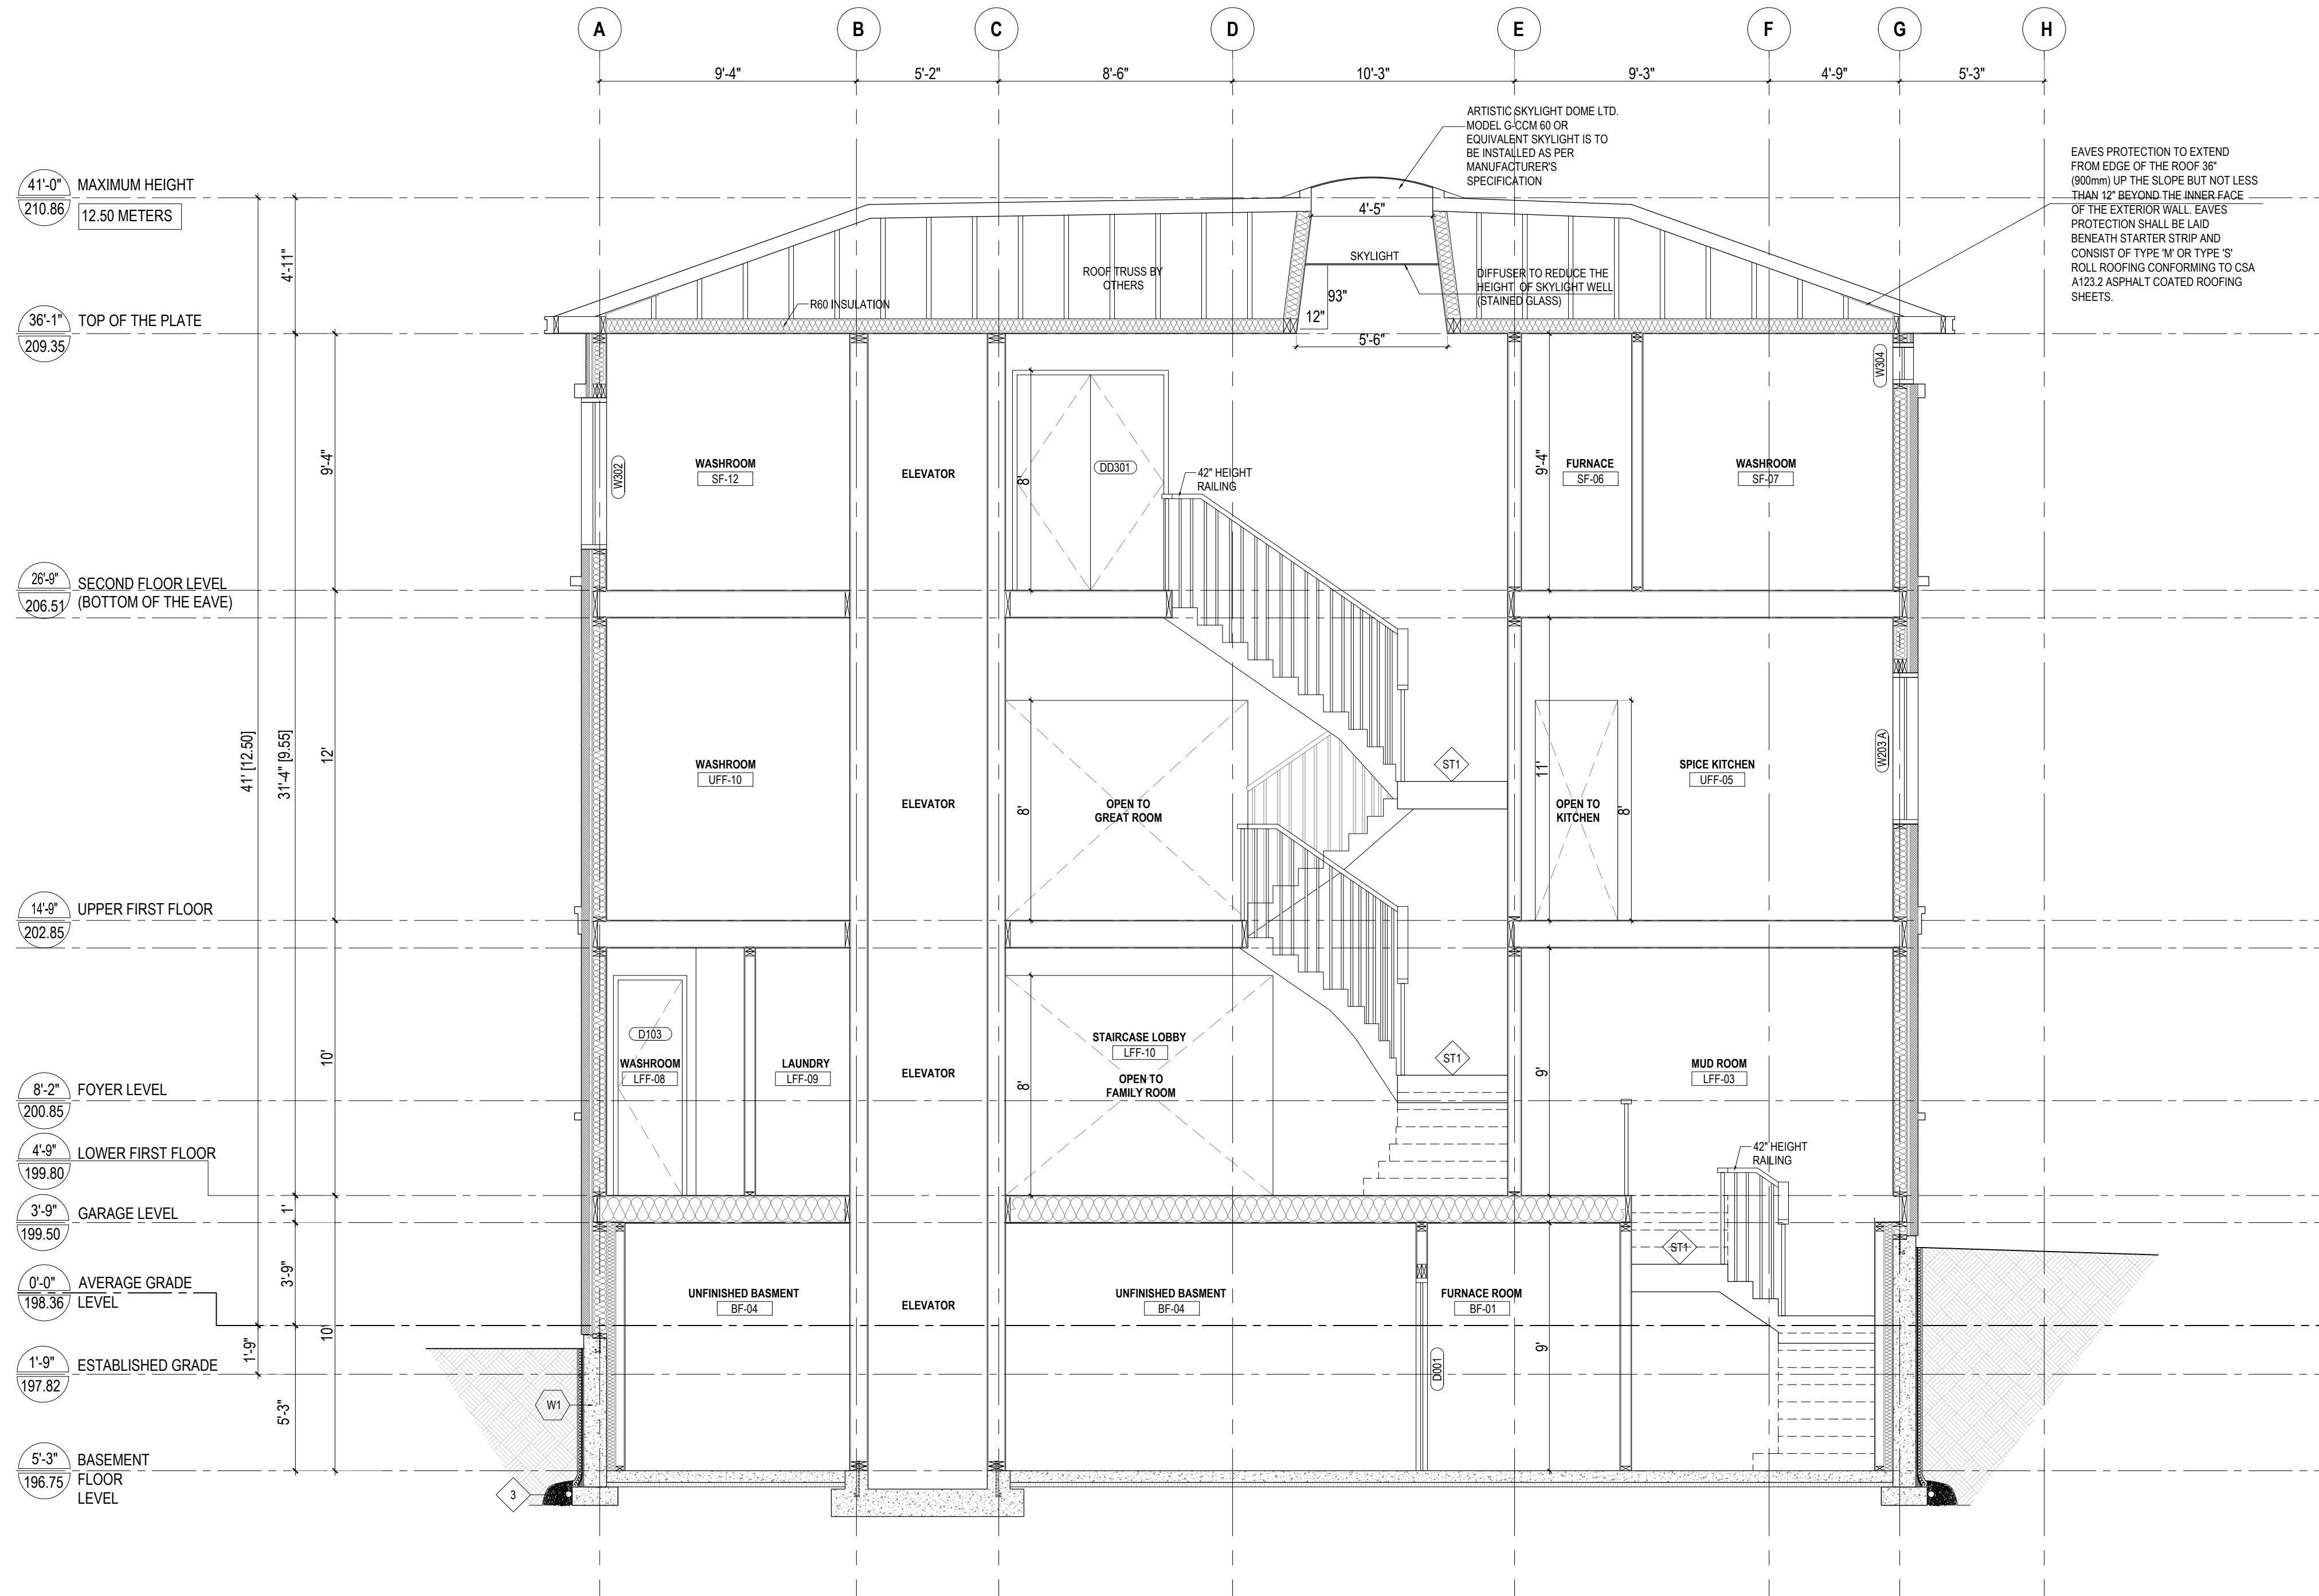 A
B
C
D
E
F
G
H
9'-4"
5'-2"
8'-6"
10'-3"
9'-3"
4'-9"
5'-3"
ARTISTIC SKYLIGHT DOME LTD.
MODEL G-CCM 60 OR
EQUIVALENT SKYLIGHT IS TO
BE INSTALLED AS PER
MANUFACTURER'S
SPECIFICATION
EAVES PROTECTION TO EXTEND
FROM EDGE OF THE ROOF 36"
(900mm) UP THE SLOPE BUT NOT LESS
THAN 12" BEYOND THE INNER FACE
OF THE EXTERIOR WALL. EAVES
PROTECTION SHALL BE LAID
BENEATH STARTER STRIP AND
CONSIST OF TYPE 'M' OR TYPE 'S'
ROLL ROOFING CONFORMING TO CSA
A123.2 ASPHALT COATED ROOFING
SHEETS.
41'-0"
210.86
MAXIMUM HEIGHT
12.50 METERS
4'-11"
4'-5"
SKYLIGHT
ROOF TRUSS BY
OTHERS
DIFFUSER TO REDUCE THE
HEIGHT OF SKYLIGHT WELL
(STAINED GLASS)
R60 INSULATION
93"
12"
5'-6"
36'-1"
209.35
TOP OF THE PLATE
W304
9'-4"
W302
WASHROOM
SF-12
ELEVATOR
8'
DD301
42" HEIGHT
RAILING
9'-4"
FURNACE
SF-06
WASHROOM
SF-07
26'-9"
206.51
SECOND FLOOR LEVEL
(BOTTOM OF THE EAVE)
41' [12.50]
31'-4" [9.55]
12'
WASHROOM
UFF-10
ELEVATOR
8'
OPEN TO
GREAT ROOM
ST1
11'
OPEN TO
KITCHEN
8'
SPICE KITCHEN
UFF-05
W203 A
14'-9"
202.85
UPPER FIRST FLOOR
10'
D103
WASHROOM
LFF-08
LAUNDRY
LFF-09
ELEVATOR
8'
STAIRCASE LOBBY
LFF-10
OPEN TO
FAMILY ROOM
ST1
9'
MUD ROOM
LFF-03
8'-2"
200.85
FOYER LEVEL
4'-9"
199.80
LOWER FIRST FLOOR
42" HEIGHT
RAILING
3'-9"
199.50
GARAGE LEVEL
1'
ST1
0'-0"
198.36
AVERAGE GRADE
LEVEL
3'-9"
UNFINISHED BASMENT
BF-04
ELEVATOR
UNFINISHED BASMENT
BF-04
FURNACE ROOM
BF-01
10'
9'
D001
1'-9"
1'-9"
197.82
ESTABLISHED GRADE
5'-3"
W1
5'-3"
196.75
BASEMENT
FLOOR
LEVEL
3